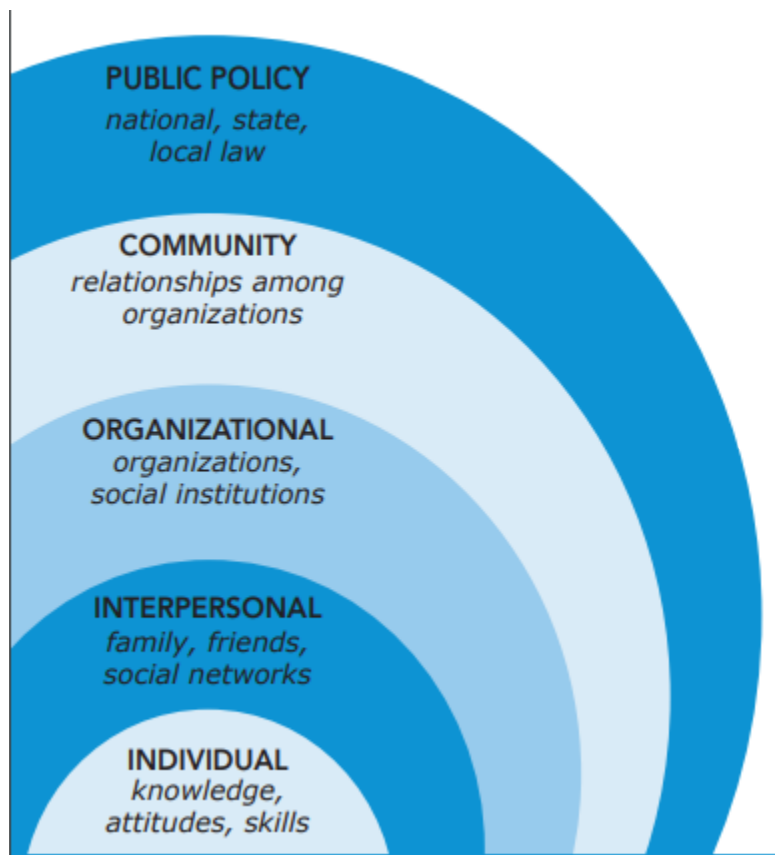 PUBLIC POLICY
national, state,
local law
COMMUNITY
relationships among
organizations
ORGANIZATIONAL
organizations,
social institutions
INTERPERSONAL
family, friends,
social networks
INDIVIDUAL
knowledge,
attitudes, skills